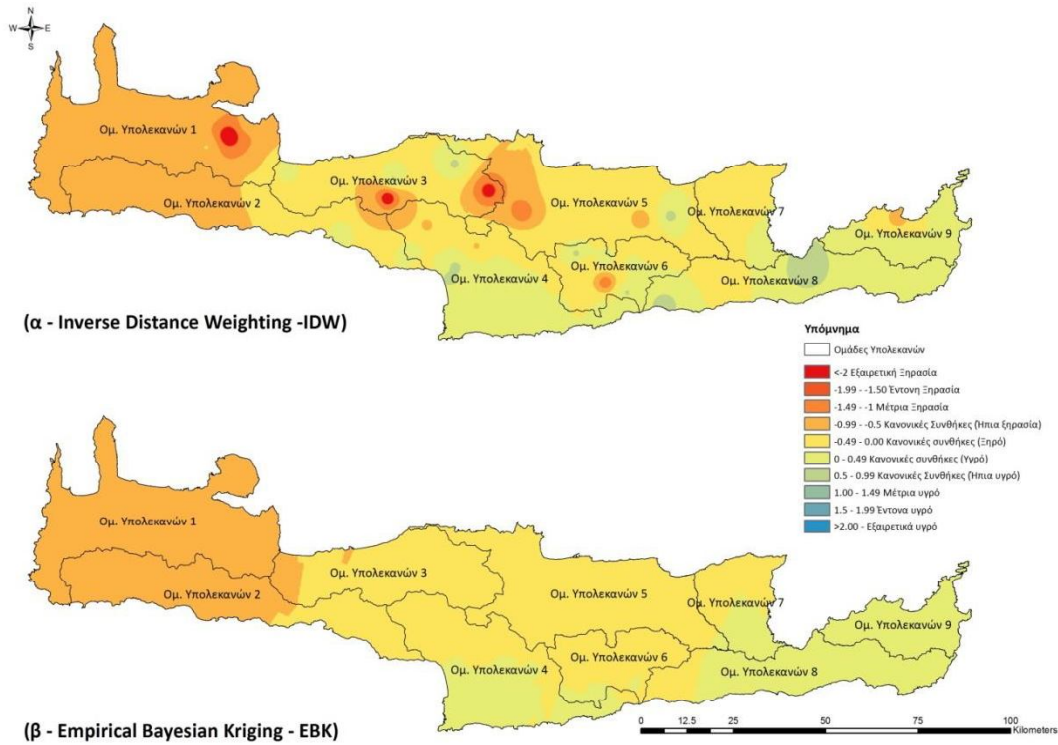 N
W E
S
Ομ. Υπολεκανών 1
Ομ. Υπολεκανών 2
Ομ. Υπολεκανών 3
Ομ. Υπολεκανών 4
Ομ. Υπολεκανών 5
Ομ. Υπολεκανών 6
Ομ. Υπολεκανών 7
Ομ. Υπολεκανών 8
Ομ. Υπολεκανών 9
(α - Inverse Distance Weighting -IDW)
Υπόμνημα
Ομάδες Υπολεκανών
<-2 Εξαιρετική Ξηρασία
-1.99 - -1.50 Έντονη Ξηρασία
-1.49 - -1 Μέτρια Ξηρασία
-0.99 - -0.5 Κανονικές Συνθήκες (Ήπια ξηρασία)
-0.49 - 0.00 Κανονικές συνθήκες (Ξηρό)
0 - 0.49 Κανονικές συνθήκες (Υγρό)
0.5 - 0.99 Κανονικές Συνθήκες (Ήπια υγρό)
1.00 - 1.49 Μέτρια υγρό
1.5 - 1.99 Έντονα υγρό
>2.00 - Εξαιρετικά υγρό
Ομ. Υπολεκανών 1
Ομ. Υπολεκανών 2
Ομ. Υπολεκανών 3
Ομ. Υπολεκανών 4
Ομ. Υπολεκανών 5
Ομ. Υπολεκανών 6
Ομ. Υπολεκανών 7
Ομ. Υπολεκανών 8
Ομ. Υπολεκανών 9
(β - Empirical Bayesian Kriging - EBK)
0 12.5 25 50 75 100
Kilometers